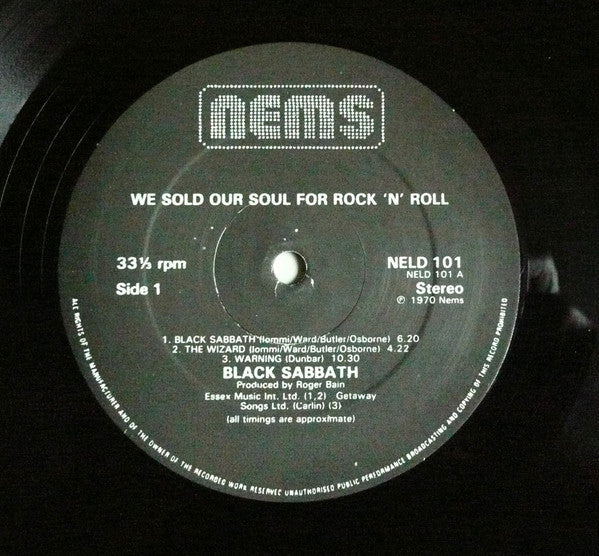 nems
WE SOLD OUR SOUL FOR ROCK 'N' ROLL
33⅓ rpm
NELD 101
NELD 101 A
Side 1
Stereo
℗ 1970 Nems
1. BLACK SABBATH (Iommi/Ward/Butler/Osborne) 6.20
2. THE WIZARD (Iommi/Ward/Butler/Osborne) 4.22
3. WARNING (Dunbar) 10.30
BLACK SABBATH
Produced by Roger Bain
Essex Music Int. Ltd. (1,2) Getaway
Songs Ltd. (Carlin) (3)
(all timings are approximate)
ALL RIGHTS OF THE MANUFACTURER AND OF THE OWNER OF THE RECORDED WORK RESERVED UNAUTHORISED PUBLIC PERFORMANCE BROADCASTING AND COPYING OF THIS RECORD PROHIBITED